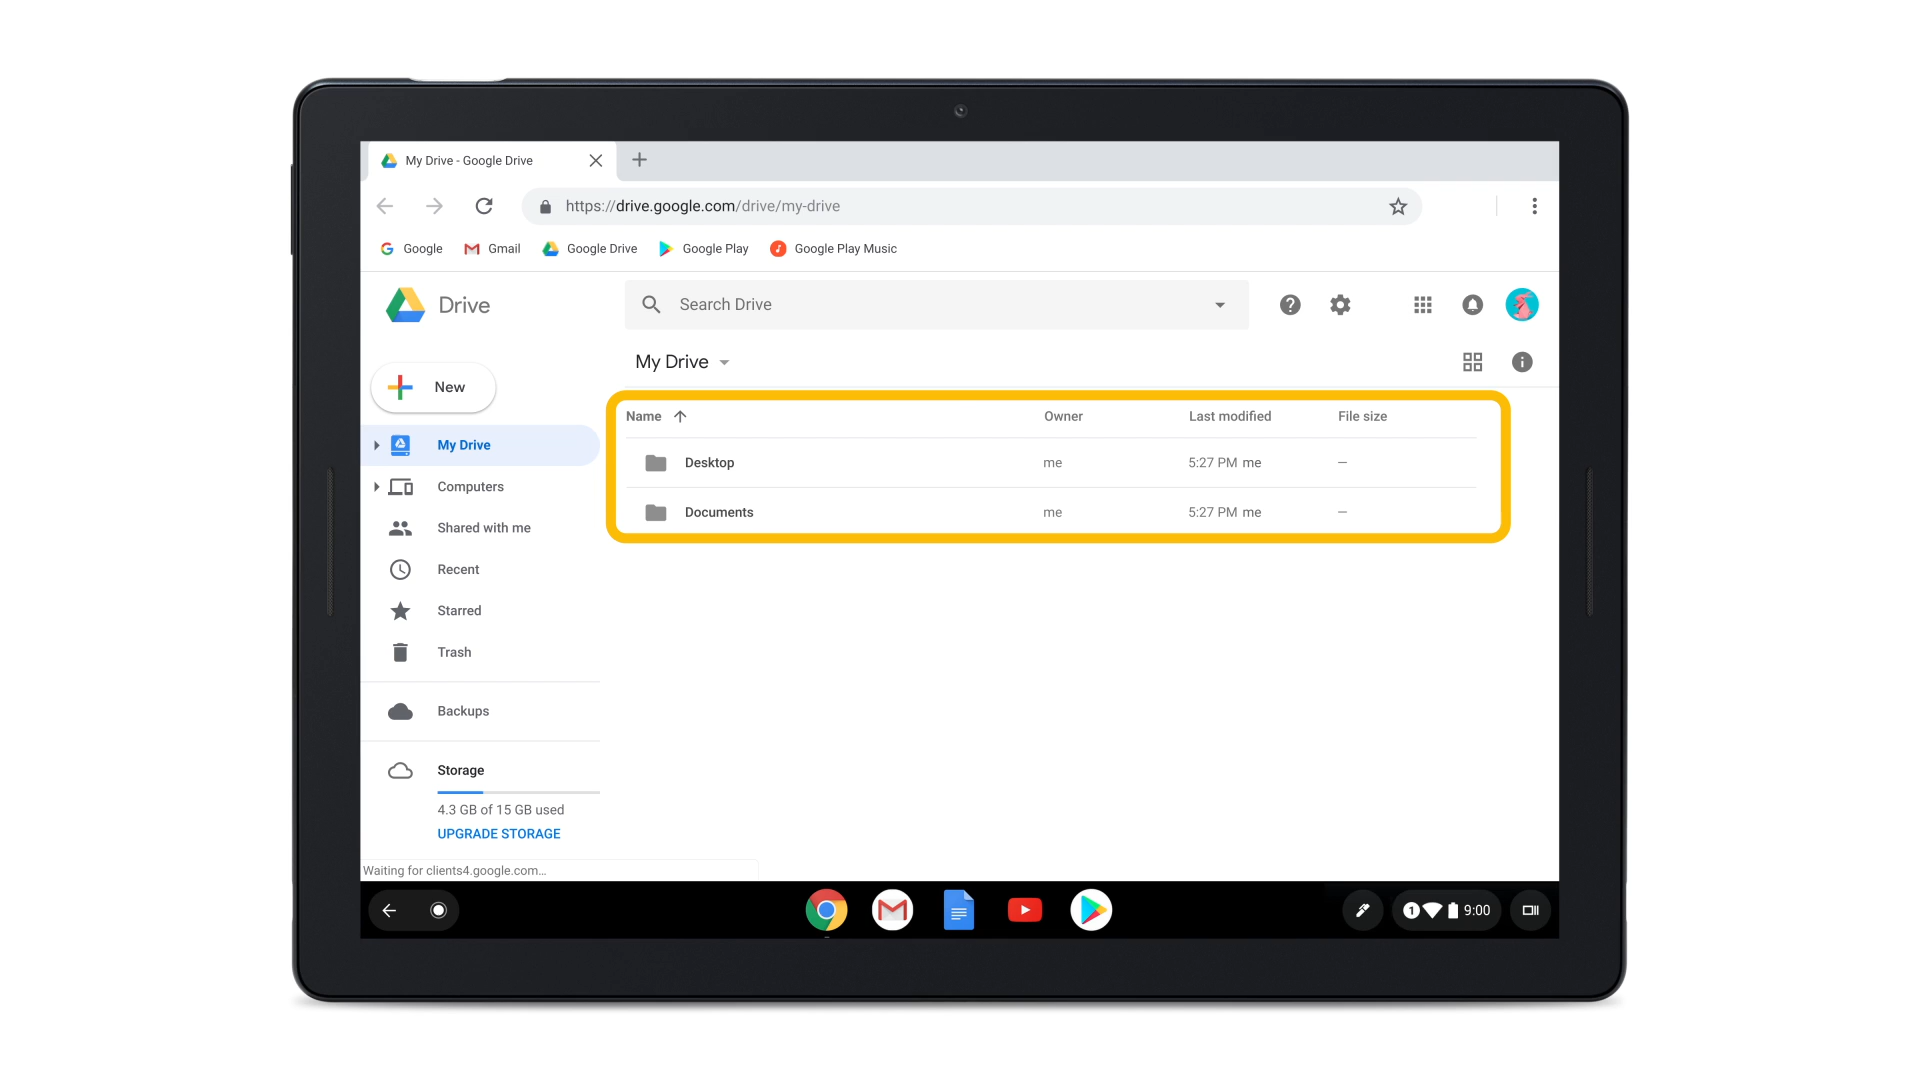 My Drive - Google Drive
https://drive.google.com/drive/my-drive
Google Gmail Google Drive Google Play Google Play Music
Drive
Search Drive
My Drive
New
Name Owner Last modified File size
Desktop me 5:27 PM me –
Documents me 5:27 PM me –
My Drive
Computers
Shared with me
Recent
Starred
Trash
Backups
Storage
4.3 GB of 15 GB used
UPGRADE STORAGE
Waiting for clients4.google.com...
1 9:00